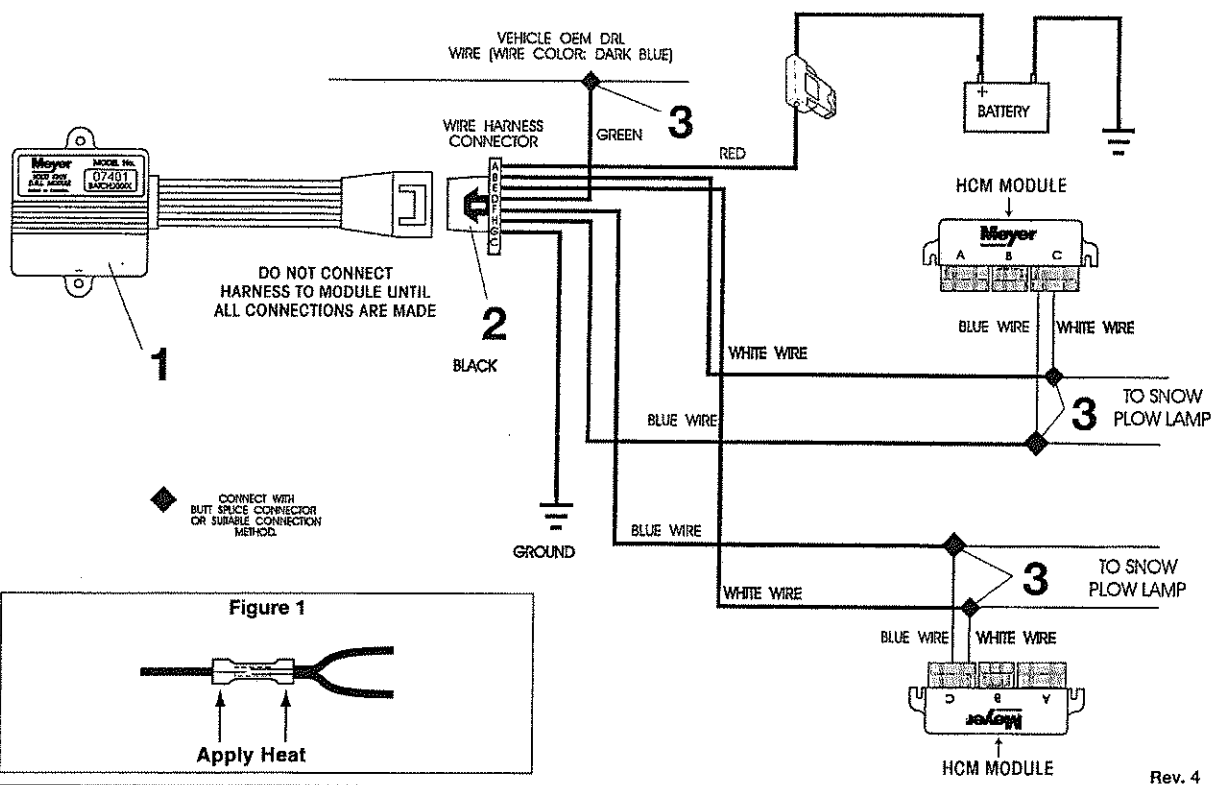 VEHICLE OEM DRL
WIRE (WIRE COLOR: DARK BLUE)
3
WIRE HARNESS
CONNECTOR
GREEN
RED
+
BATTERY
Meyer
MODEL No.
07401
D.R.L. MODULE
A
B
E
D
F
H
G
C
HCM MODULE
Meyer
A B C
DO NOT CONNECT
HARNESS TO MODULE UNTIL
ALL CONNECTIONS ARE MADE
1
2
BLACK
BLUE WIRE WHITE WIRE
WHITE WIRE
3
TO SNOW
PLOW LAMP
BLUE WIRE
CONNECT WITH
BUTT SPLICE CONNECTOR
OR SUITABLE CONNECTION
METHOD.
GROUND
BLUE WIRE
3
TO SNOW
PLOW LAMP
WHITE WIRE
BLUE WIRE WHITE WIRE
C B A
Meyer
HCM MODULE
Figure 1
Apply Heat
Rev. 4